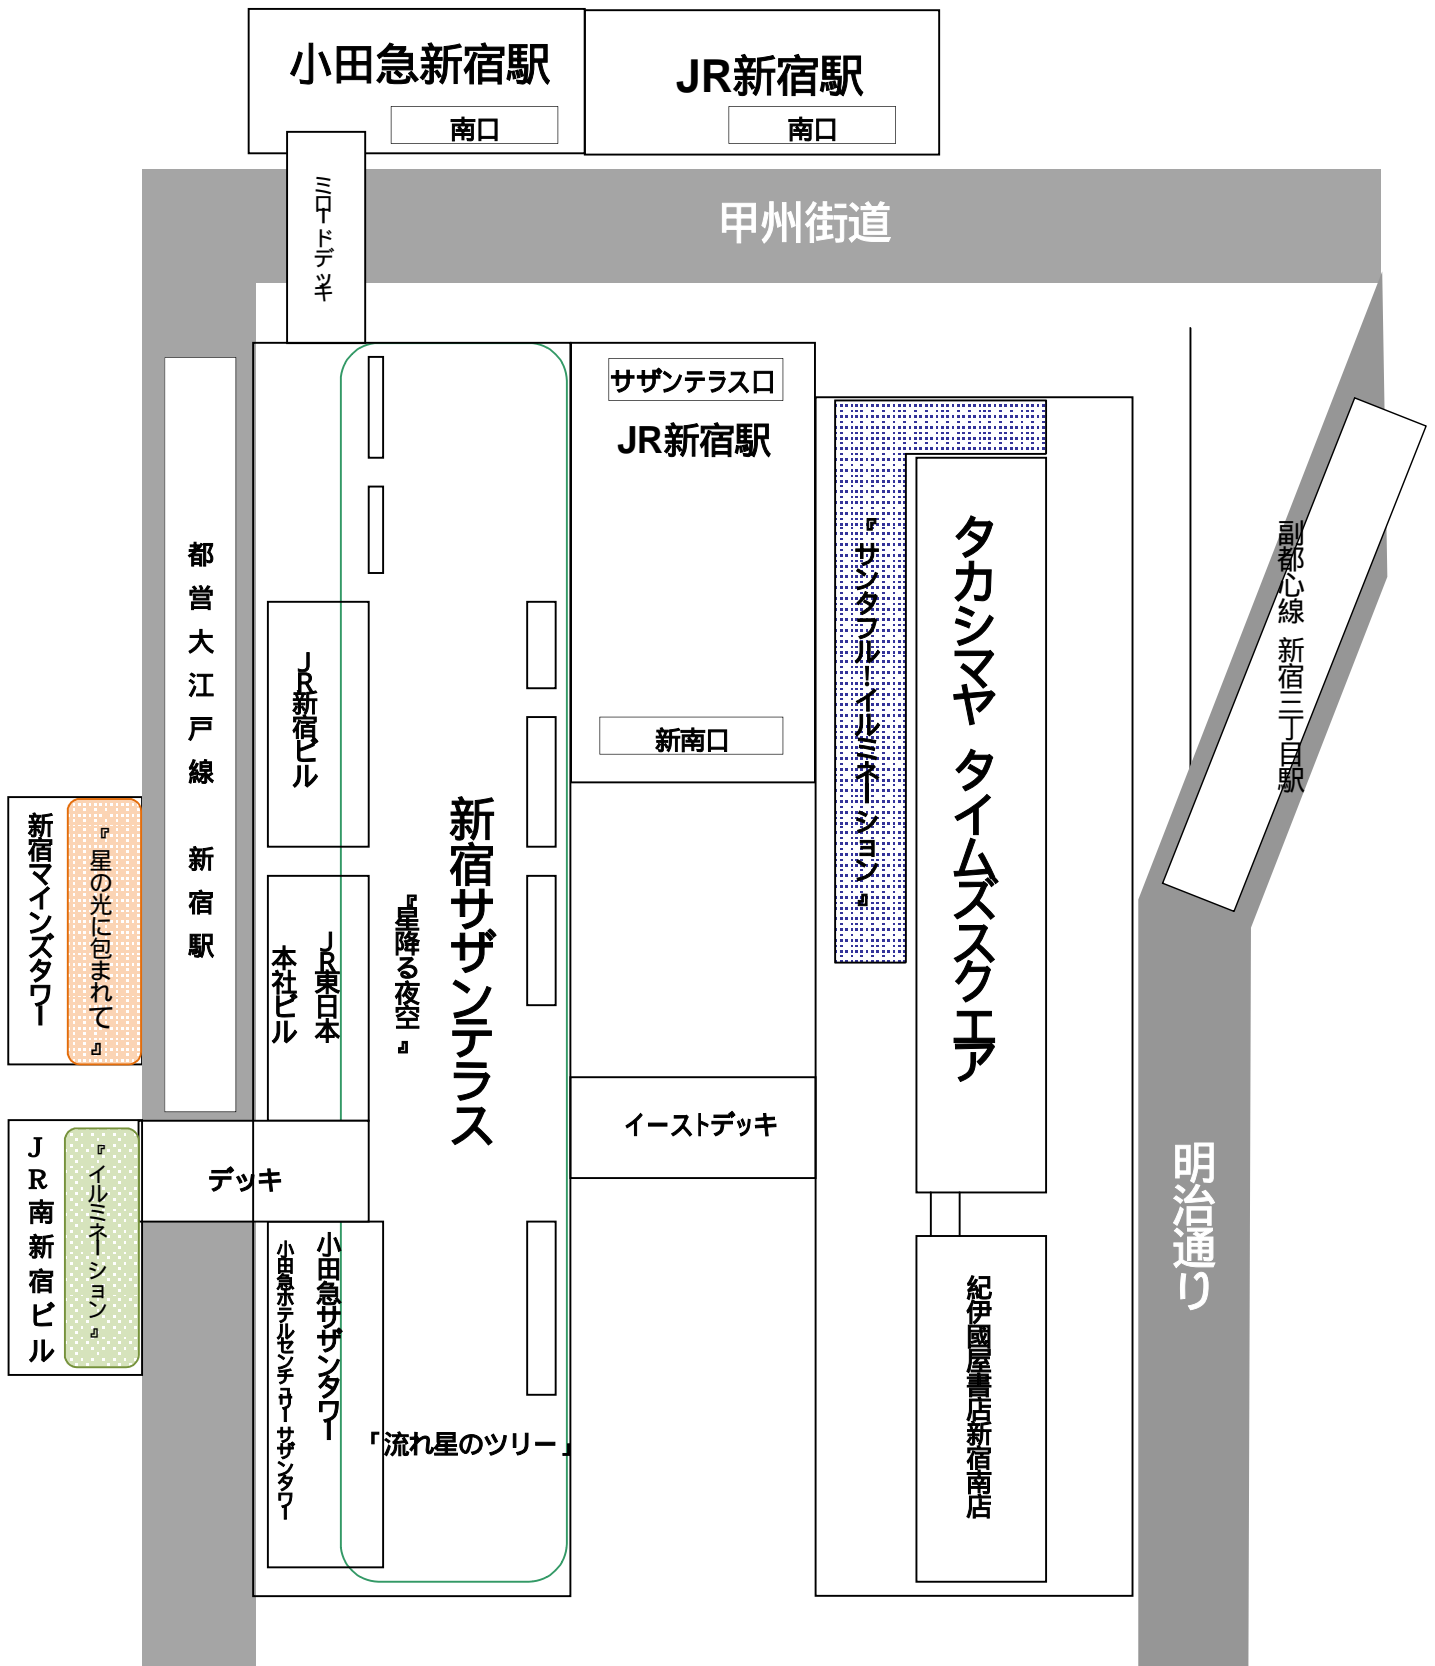 小田急新宿駅
JR新宿駅
南口
南口
ミロードデッキ
甲州街道
サザンテラス口
JR新宿駅
新南口
『サンタフル！イルミネーション』
タカシマヤ タイムズスクエア
副都心線 新宿三丁目駅
都営大江戸線 新宿駅
JR新宿ビル
新宿サザンテラス
『星降る夜空』
新宿マインズタワー
『星の光に包まれて』
JR東日本
本社ビル
イーストデッキ
デッキ
JR南新宿ビル
『イルミネーション』
小田急サザンタワー
小田急ホテルセンチュリーサザンタワー
「流れ星のツリー」
紀伊國屋書店新宿南店
明治通り